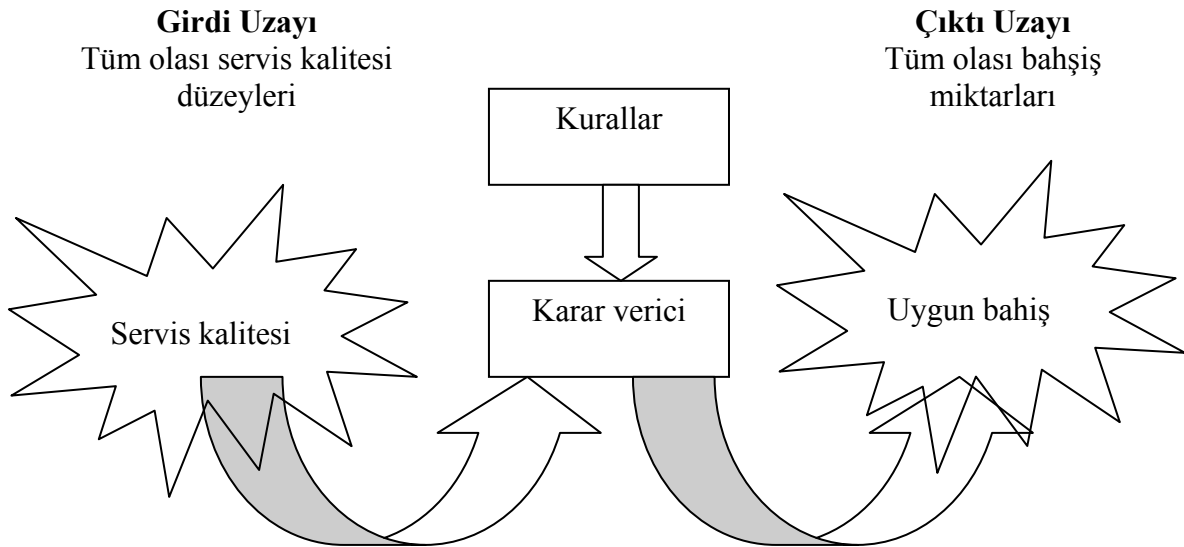 Girdi Uzayı
Tüm olası servis kalitesi
düzeyleri
Çıktı Uzayı
Tüm olası bahşiş
miktarları
Kurallar
Karar verici
Servis kalitesi
Uygun bahiş